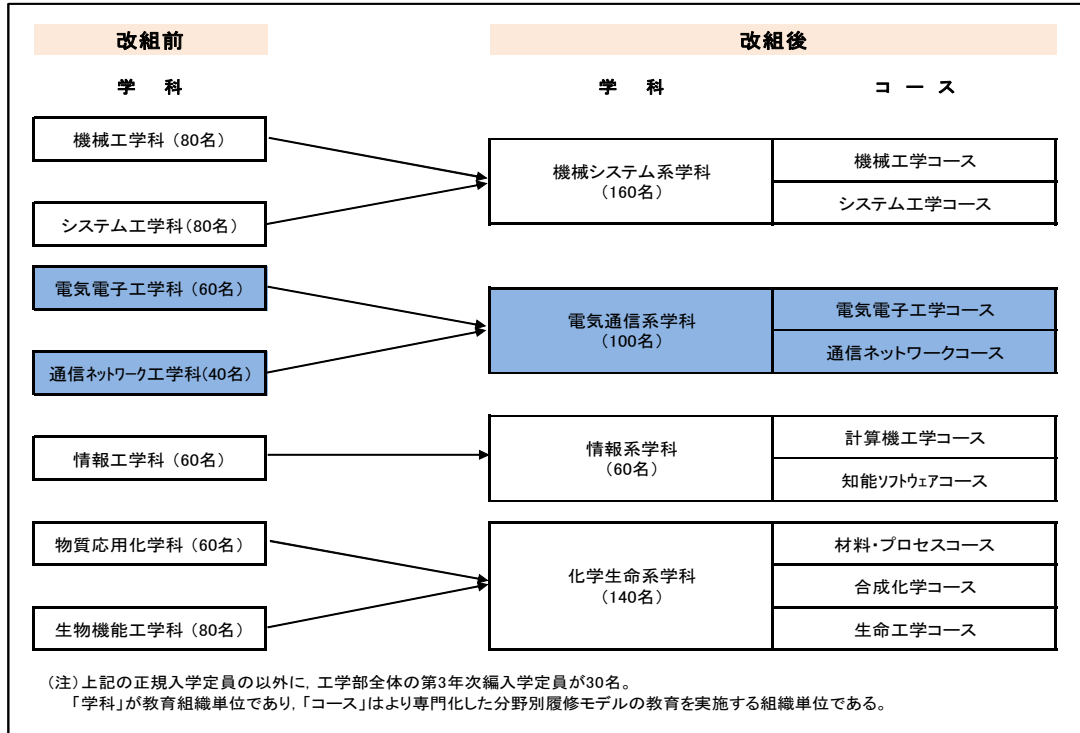 改組前
改組後
学 科
学 科
コ ー ス
機械工学科 (80名)
システム工学科(80名)
電気電子工学科 (60名)
通信ネットワーク工学科(40名)
情報工学科 (60名)
物質応用化学科 (60名)
生物機能工学科 (80名)
機械システム系学科
(160名)
機械工学コース
システム工学コース
電気通信系学科
(100名)
電気電子工学コース
通信ネットワークコース
情報系学科
(60名)
計算機工学コース
知能ソフトウェアコース
化学生命系学科
(140名)
材料・プロセスコース
合成化学コース
生命工学コース
(注)上記の正規入学定員の以外に, 工学部全体の第3年次編入学定員が30名。
「学科」が教育組織単位であり,「コース」はより専門化した分野別履修モデルの教育を実施する組織単位である。